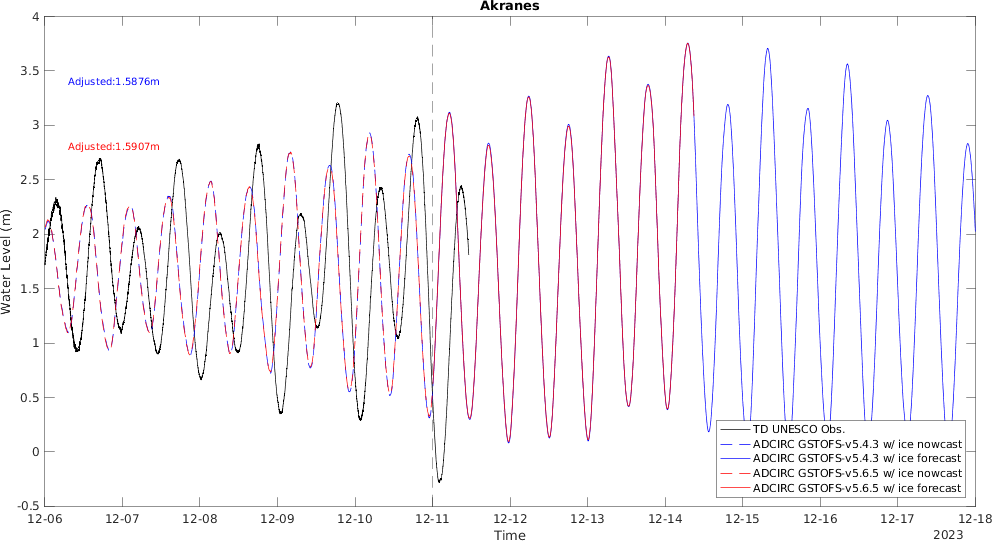 Akranes
4
3.5
3
2.5
2
1.5
1
0.5
0
-0.5
Water Level (m)
Adjusted:1.5876m
Adjusted:1.5907m
TD UNESCO Obs.
ADCIRC GSTOFS-v5.4.3 w/ ice nowcast
ADCIRC GSTOFS-v5.4.3 w/ ice forecast
ADCIRC GSTOFS-v5.6.5 w/ ice nowcast
ADCIRC GSTOFS-v5.6.5 w/ ice forecast
12-06 12-07 12-08 12-09 12-10 12-11 12-12 12-13 12-14 12-15 12-16 12-17 12-18
Time
2023